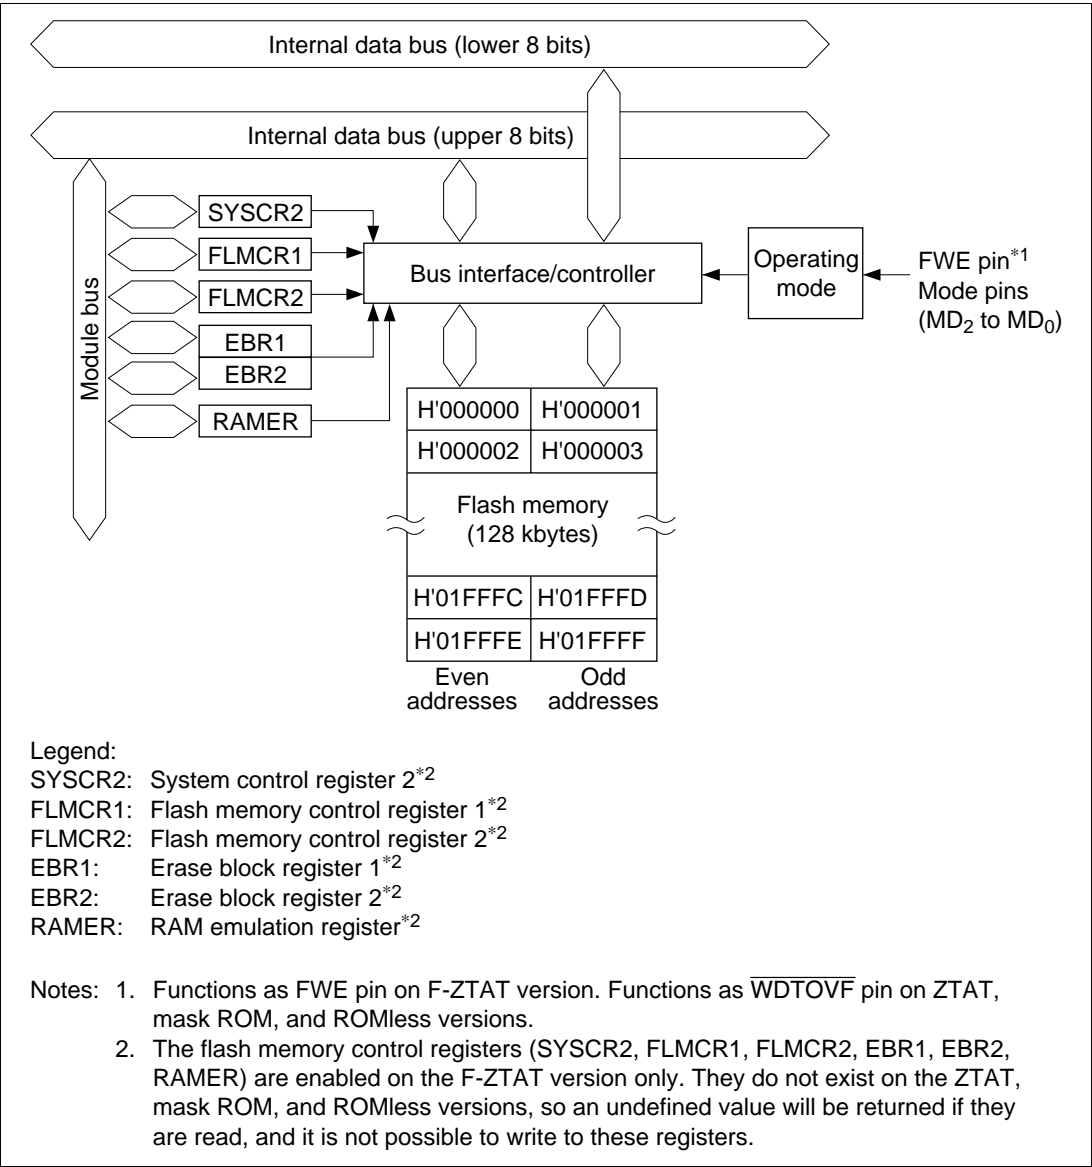 Internal data bus (lower 8 bits)
Internal data bus (upper 8 bits)
Module bus
SYSCR2
FLMCR1
FLMCR2
EBR1
EBR2
RAMER
Bus interface/controller
Operating
mode
FWE pin*1
Mode pins
(MD2 to MD0)
H'000000 H'000001
H'000002 H'000003
Flash memory
(128 kbytes)
H'01FFFC H'01FFFD
H'01FFFE H'01FFFF
Even
addresses
Odd
addresses
Legend:
SYSCR2: System control register 2*2
FLMCR1: Flash memory control register 1*2
FLMCR2: Flash memory control register 2*2
EBR1: Erase block register 1*2
EBR2: Erase block register 2*2
RAMER: RAM emulation register*2
Notes: 1. Functions as FWE pin on F-ZTAT version. Functions as WDTOVF pin on ZTAT,
mask ROM, and ROMless versions.
2. The flash memory control registers (SYSCR2, FLMCR1, FLMCR2, EBR1, EBR2,
RAMER) are enabled on the F-ZTAT version only. They do not exist on the ZTAT,
mask ROM, and ROMless versions, so an undefined value will be returned if they
are read, and it is not possible to write to these registers.